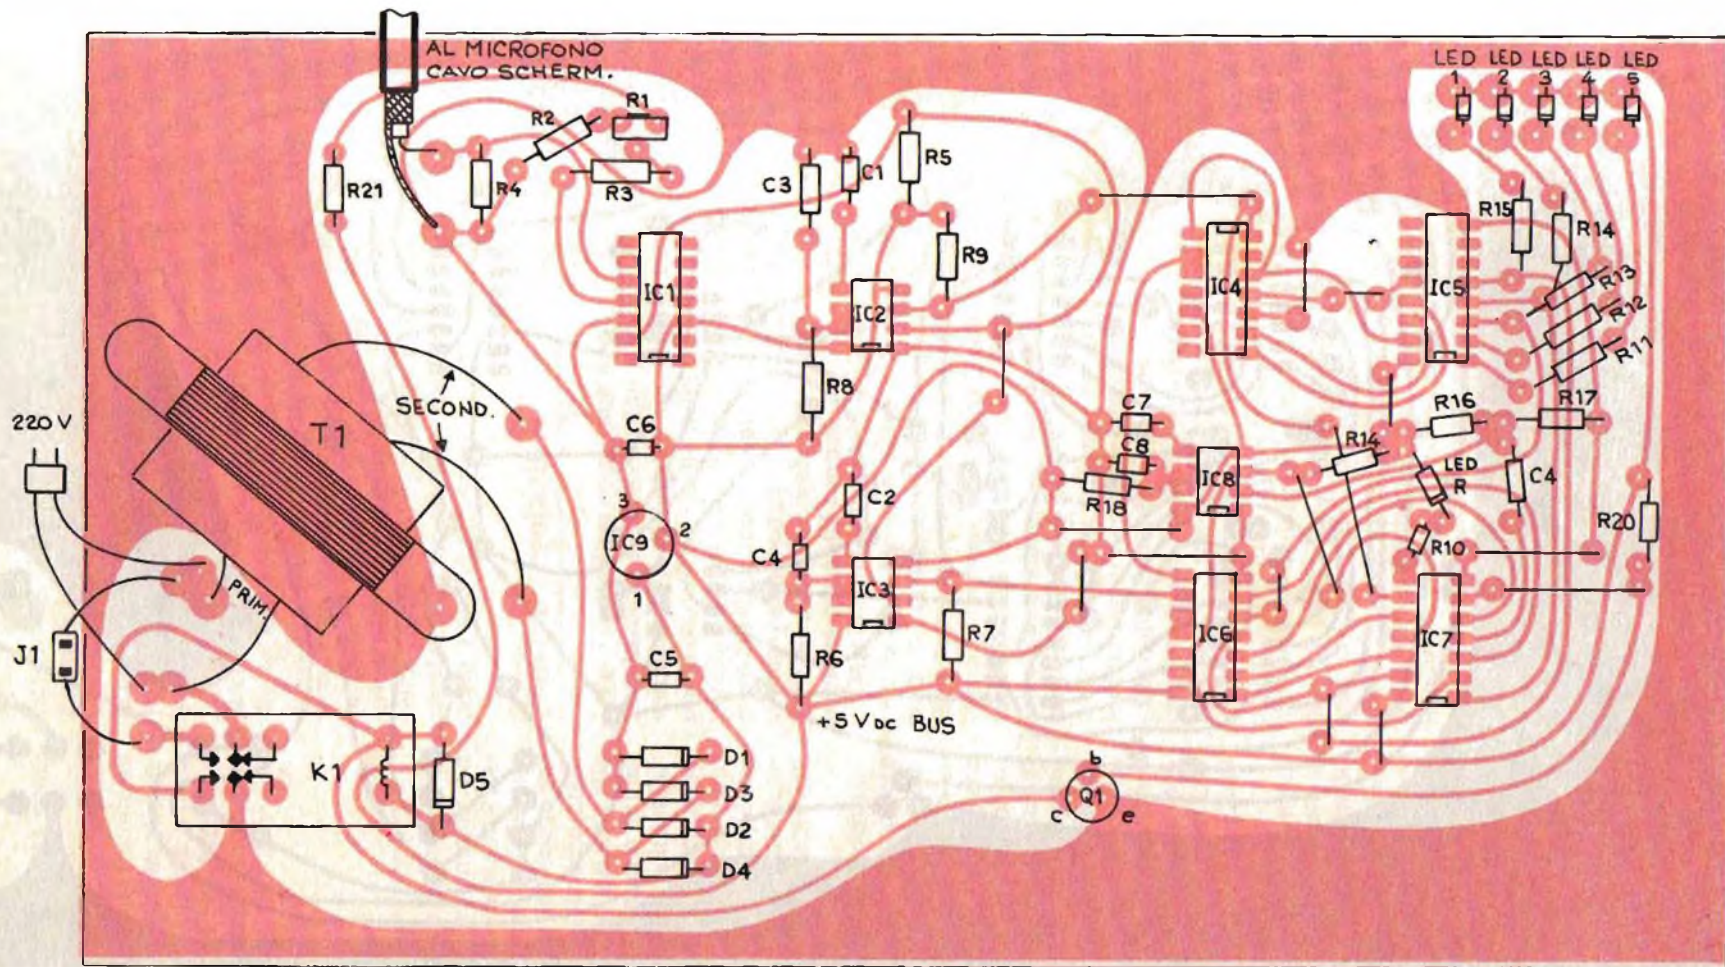 AL MICROFONO
CAVO SCHERM.
LED LED LED LED LED
1 2 3 4 5
R2
R1
R21
R4
R3
C3
C1
R5
R15
R14
R9
IC1
IC2
IC4
IC5
R13
R12
R11
220V
T1
SECOND.
R8
C6
C7
C8
R18
IC8
R14
R16
R17
LED
R
C4
R20
3
2
IC9
1
C2
C4
IC3
R10
PRIM.
J1
R6
R7
IC6
IC7
C5
+5 VDC BUS
K1
D5
D1
D3
D2
D4
b
Q1
c
e